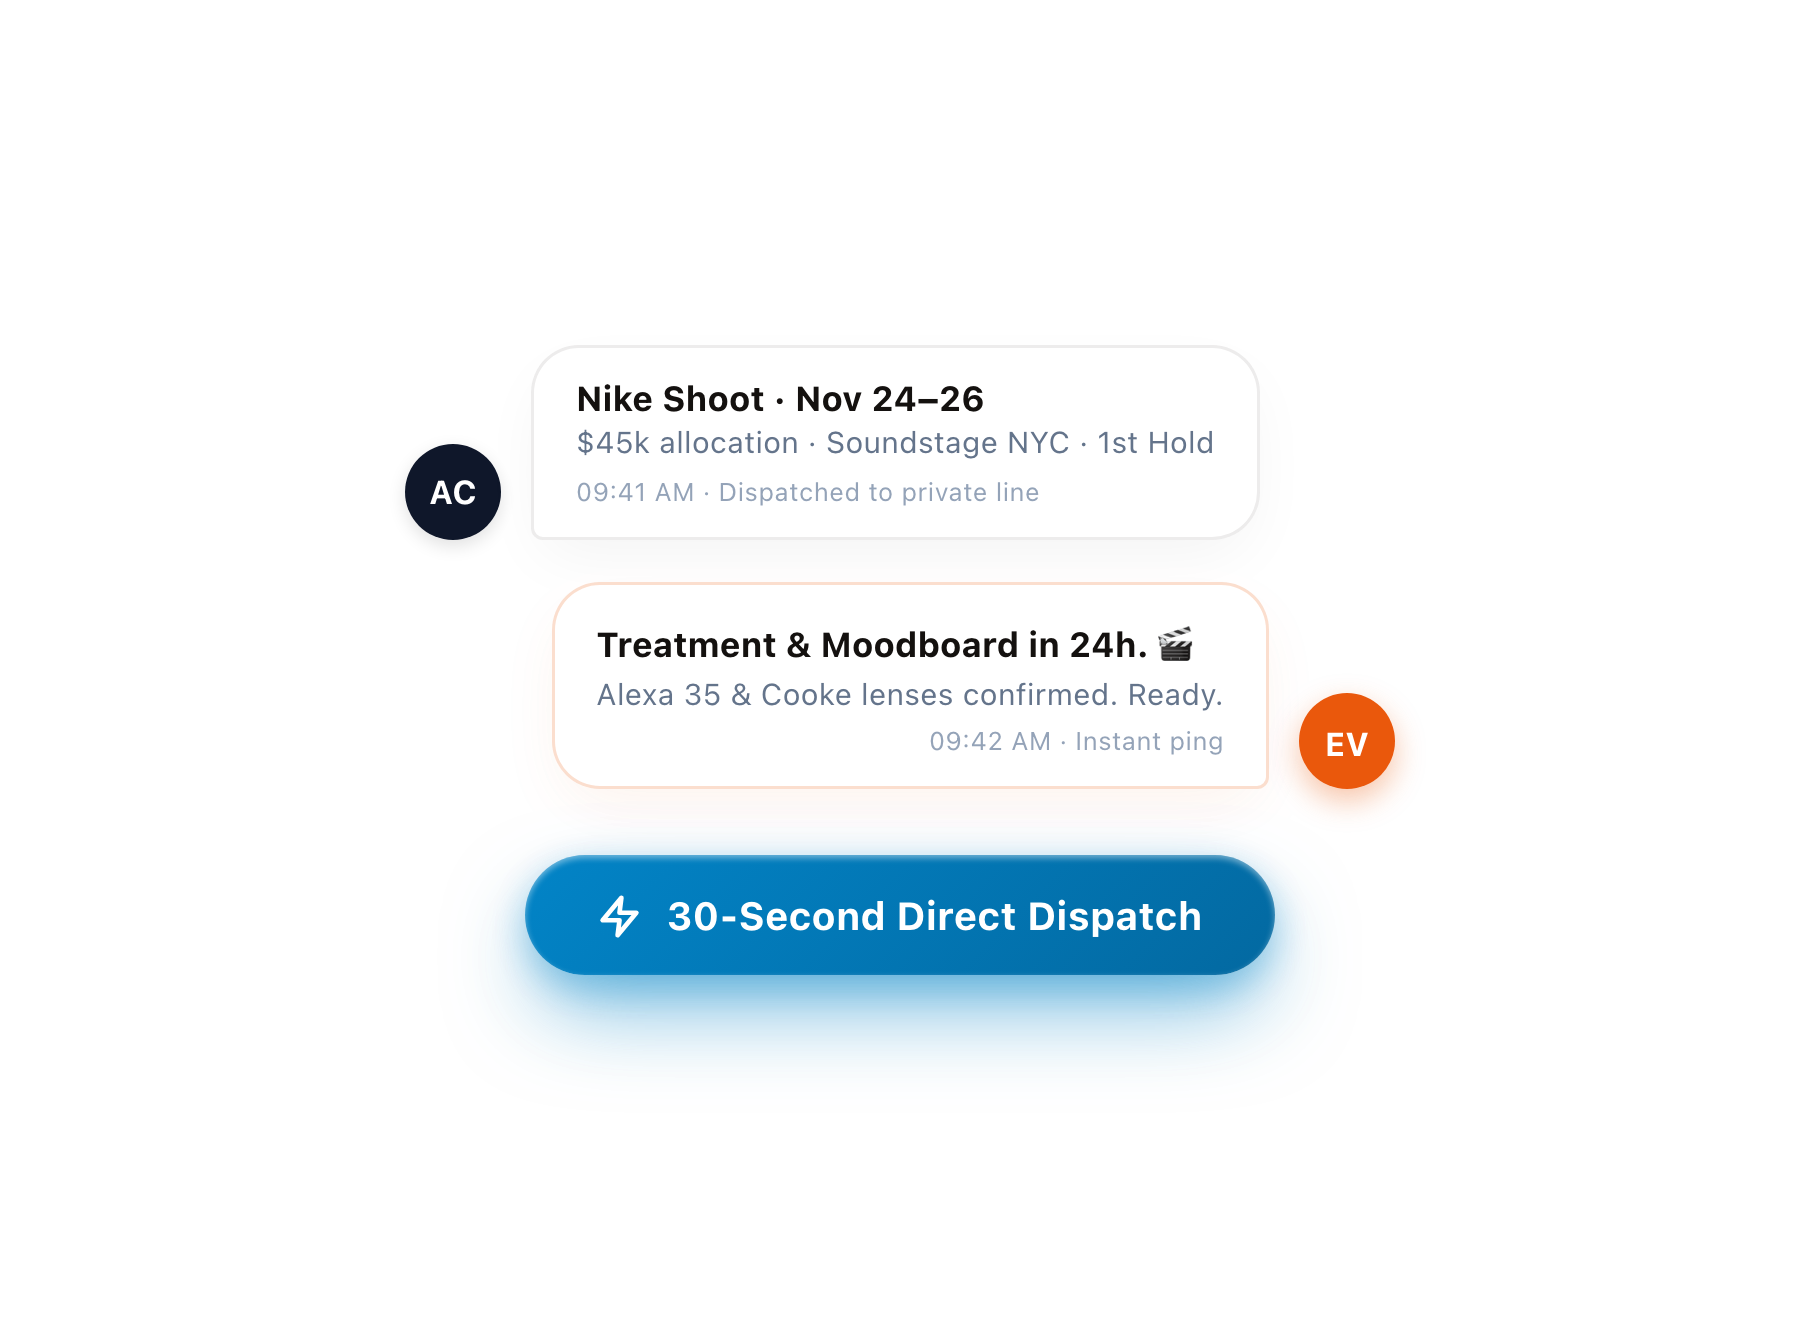 Nike Shoot · Nov 24–26
$45k allocation · Soundstage NYC · 1st Hold
AC
09:41 AM · Dispatched to private line
Treatment & Moodboard in 24h. 🎬
Alexa 35 & Cooke lenses confirmed. Ready.
09:42 AM · Instant ping
EV
30-Second Direct Dispatch